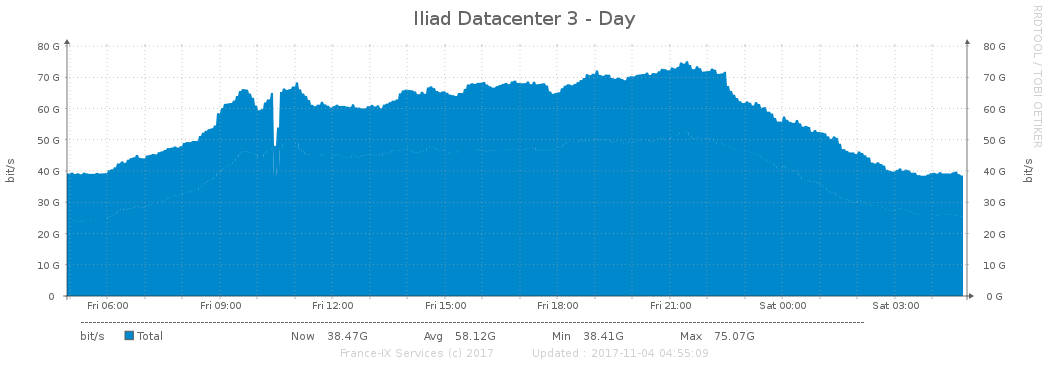 Iliad Datacenter 3 - Day
RRDTOOL / TOBI OETIKER
80 G 80 G
70 G 70 G
60 G 60 G
50 G 50 G
40 G 40 G
30 G 30 G
20 G 20 G
10 G 10 G
0 0 G
bit/s
bit/s
Fri 06:00 Fri 09:00 Fri 12:00 Fri 15:00 Fri 18:00 Fri 21:00 Sat 00:00 Sat 03:00
bit/s Total Now 38.47G Avg 58.12G Min 38.41G Max 75.07G
France-IX Services (c) 2017 Updated : 2017-11-04 04:55:09